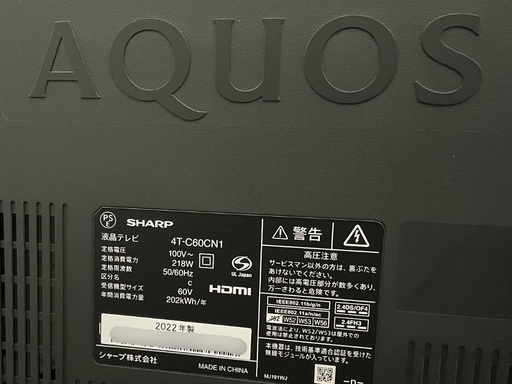 AQUOS
PS E
SHARP
液晶テレビ 4T-C60CN1
定格電圧 100V~
定格消費電力 218W
定格周波数 50/60Hz
区分名 c
受信機型サイズ 60V
年間消費電力量 202kWh/年
UL Japan
HDMI
2022年製
シャープ株式会社 MADE IN CHINA
警告
高圧注意
サービスマン以外の方は、裏ぶたをあけないでください。
内部には高電圧部分が数多くあり、万一さわると危険です。
IEEE802.11b/g/n 2.4DS/OF4
IEEE802.11a/n/ac
J52 W52 W53 W56 2.4FH3
電波法により、W52/W53は屋外使用禁止です。
本機は、技術基準適合認証を受けた
無線モジュールが入っています。
MJ191WJ